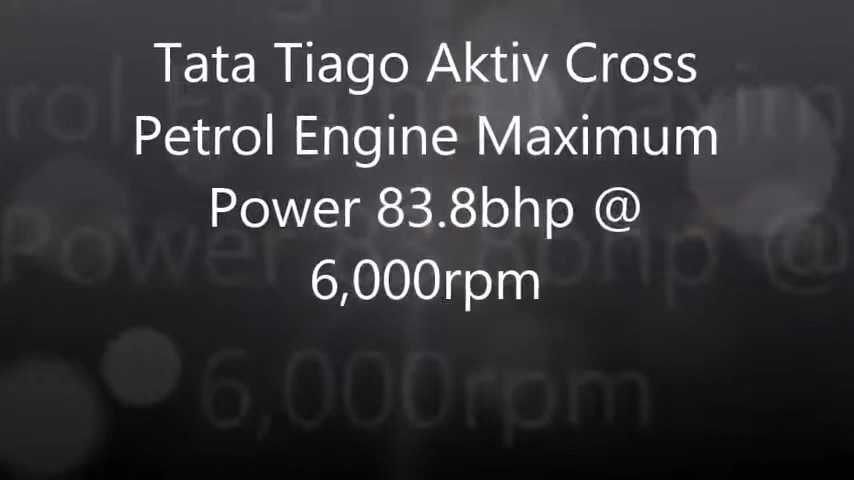 Tata Tiago Aktiv Cross
Petrol Engine Maximum
Power 83.8bhp @
6,000rpm